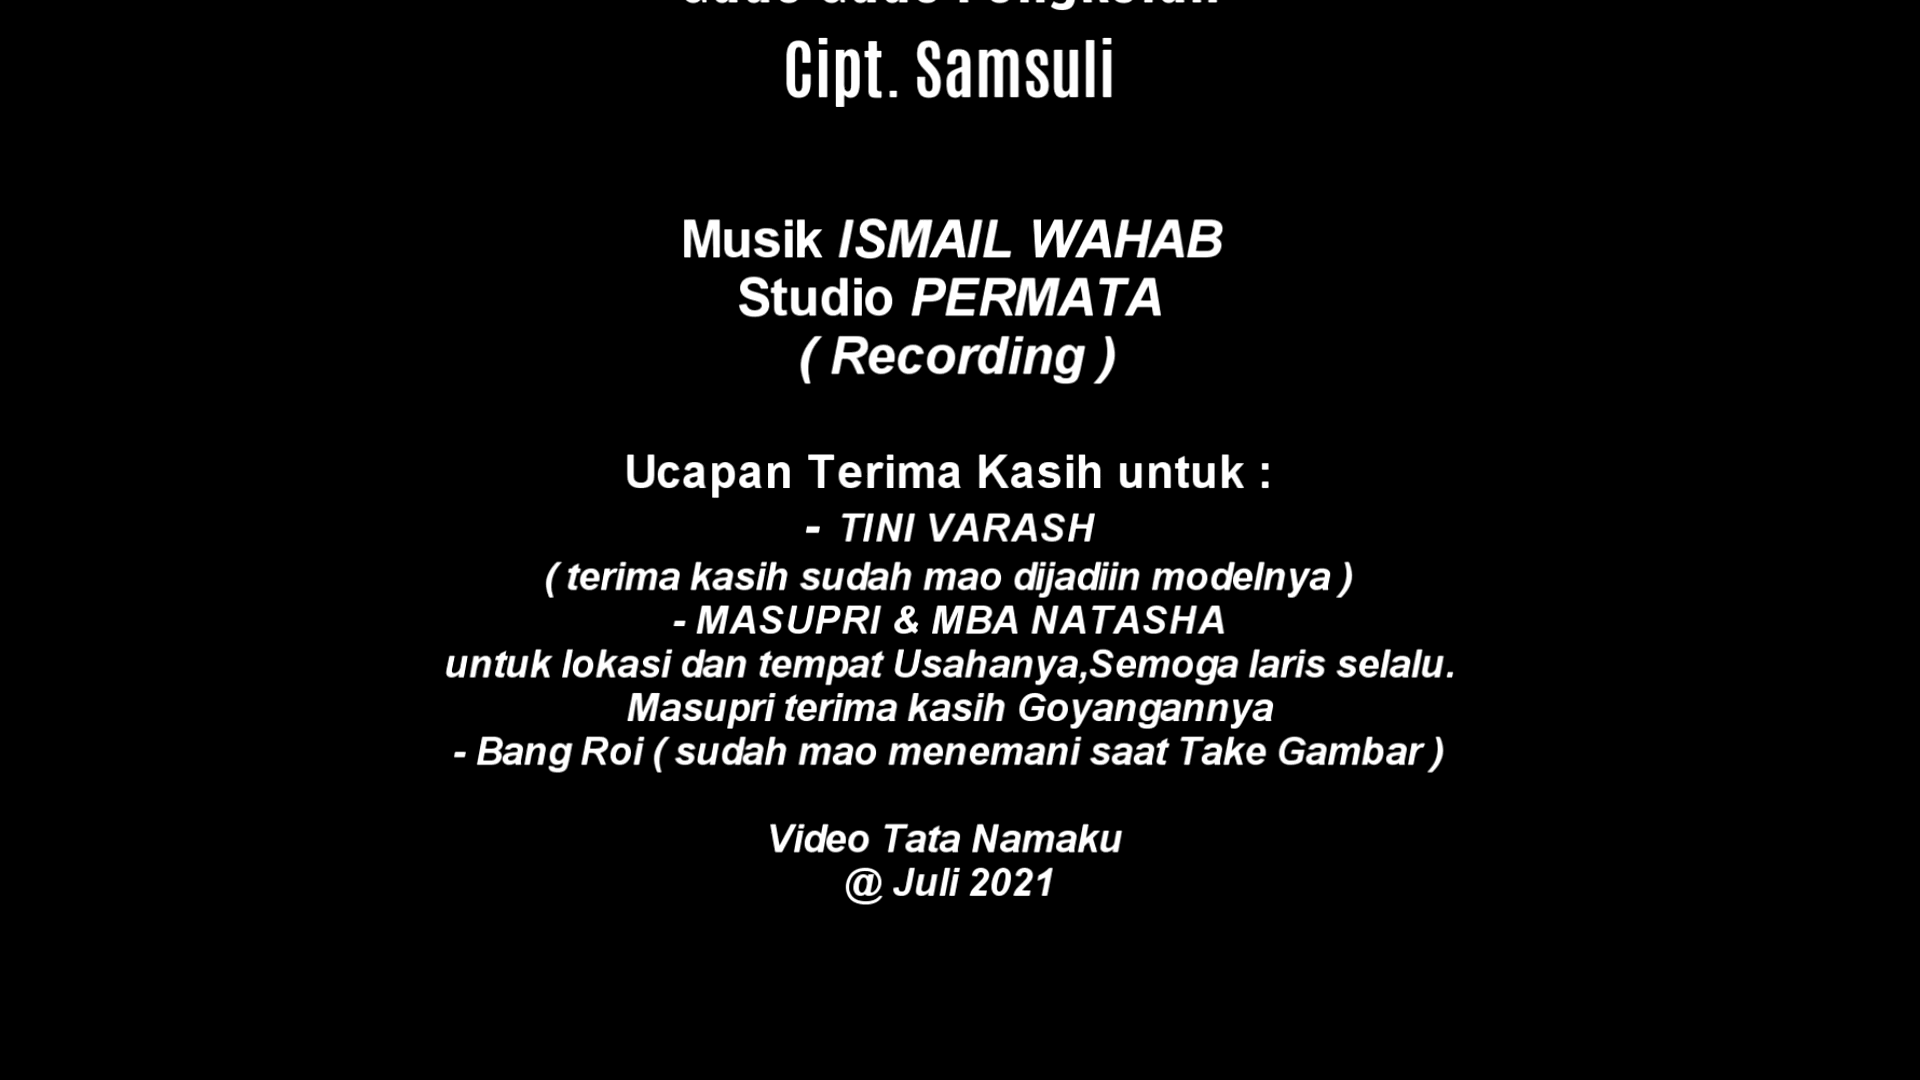 Cipt. Samsuli
Musik ISMAIL WAHAB
Studio PERMATA
( Recording )
Ucapan Terima Kasih untuk :
- TINI VARASH
( terima kasih sudah mao dijadiin modelnya )
- MASUPRI & MBA NATASHA
untuk lokasi dan tempat Usahanya,Semoga laris selalu.
Masupri terima kasih Goyangannya
- Bang Roi ( sudah mao menemani saat Take Gambar )
Video Tata Namaku
@ Juli 2021